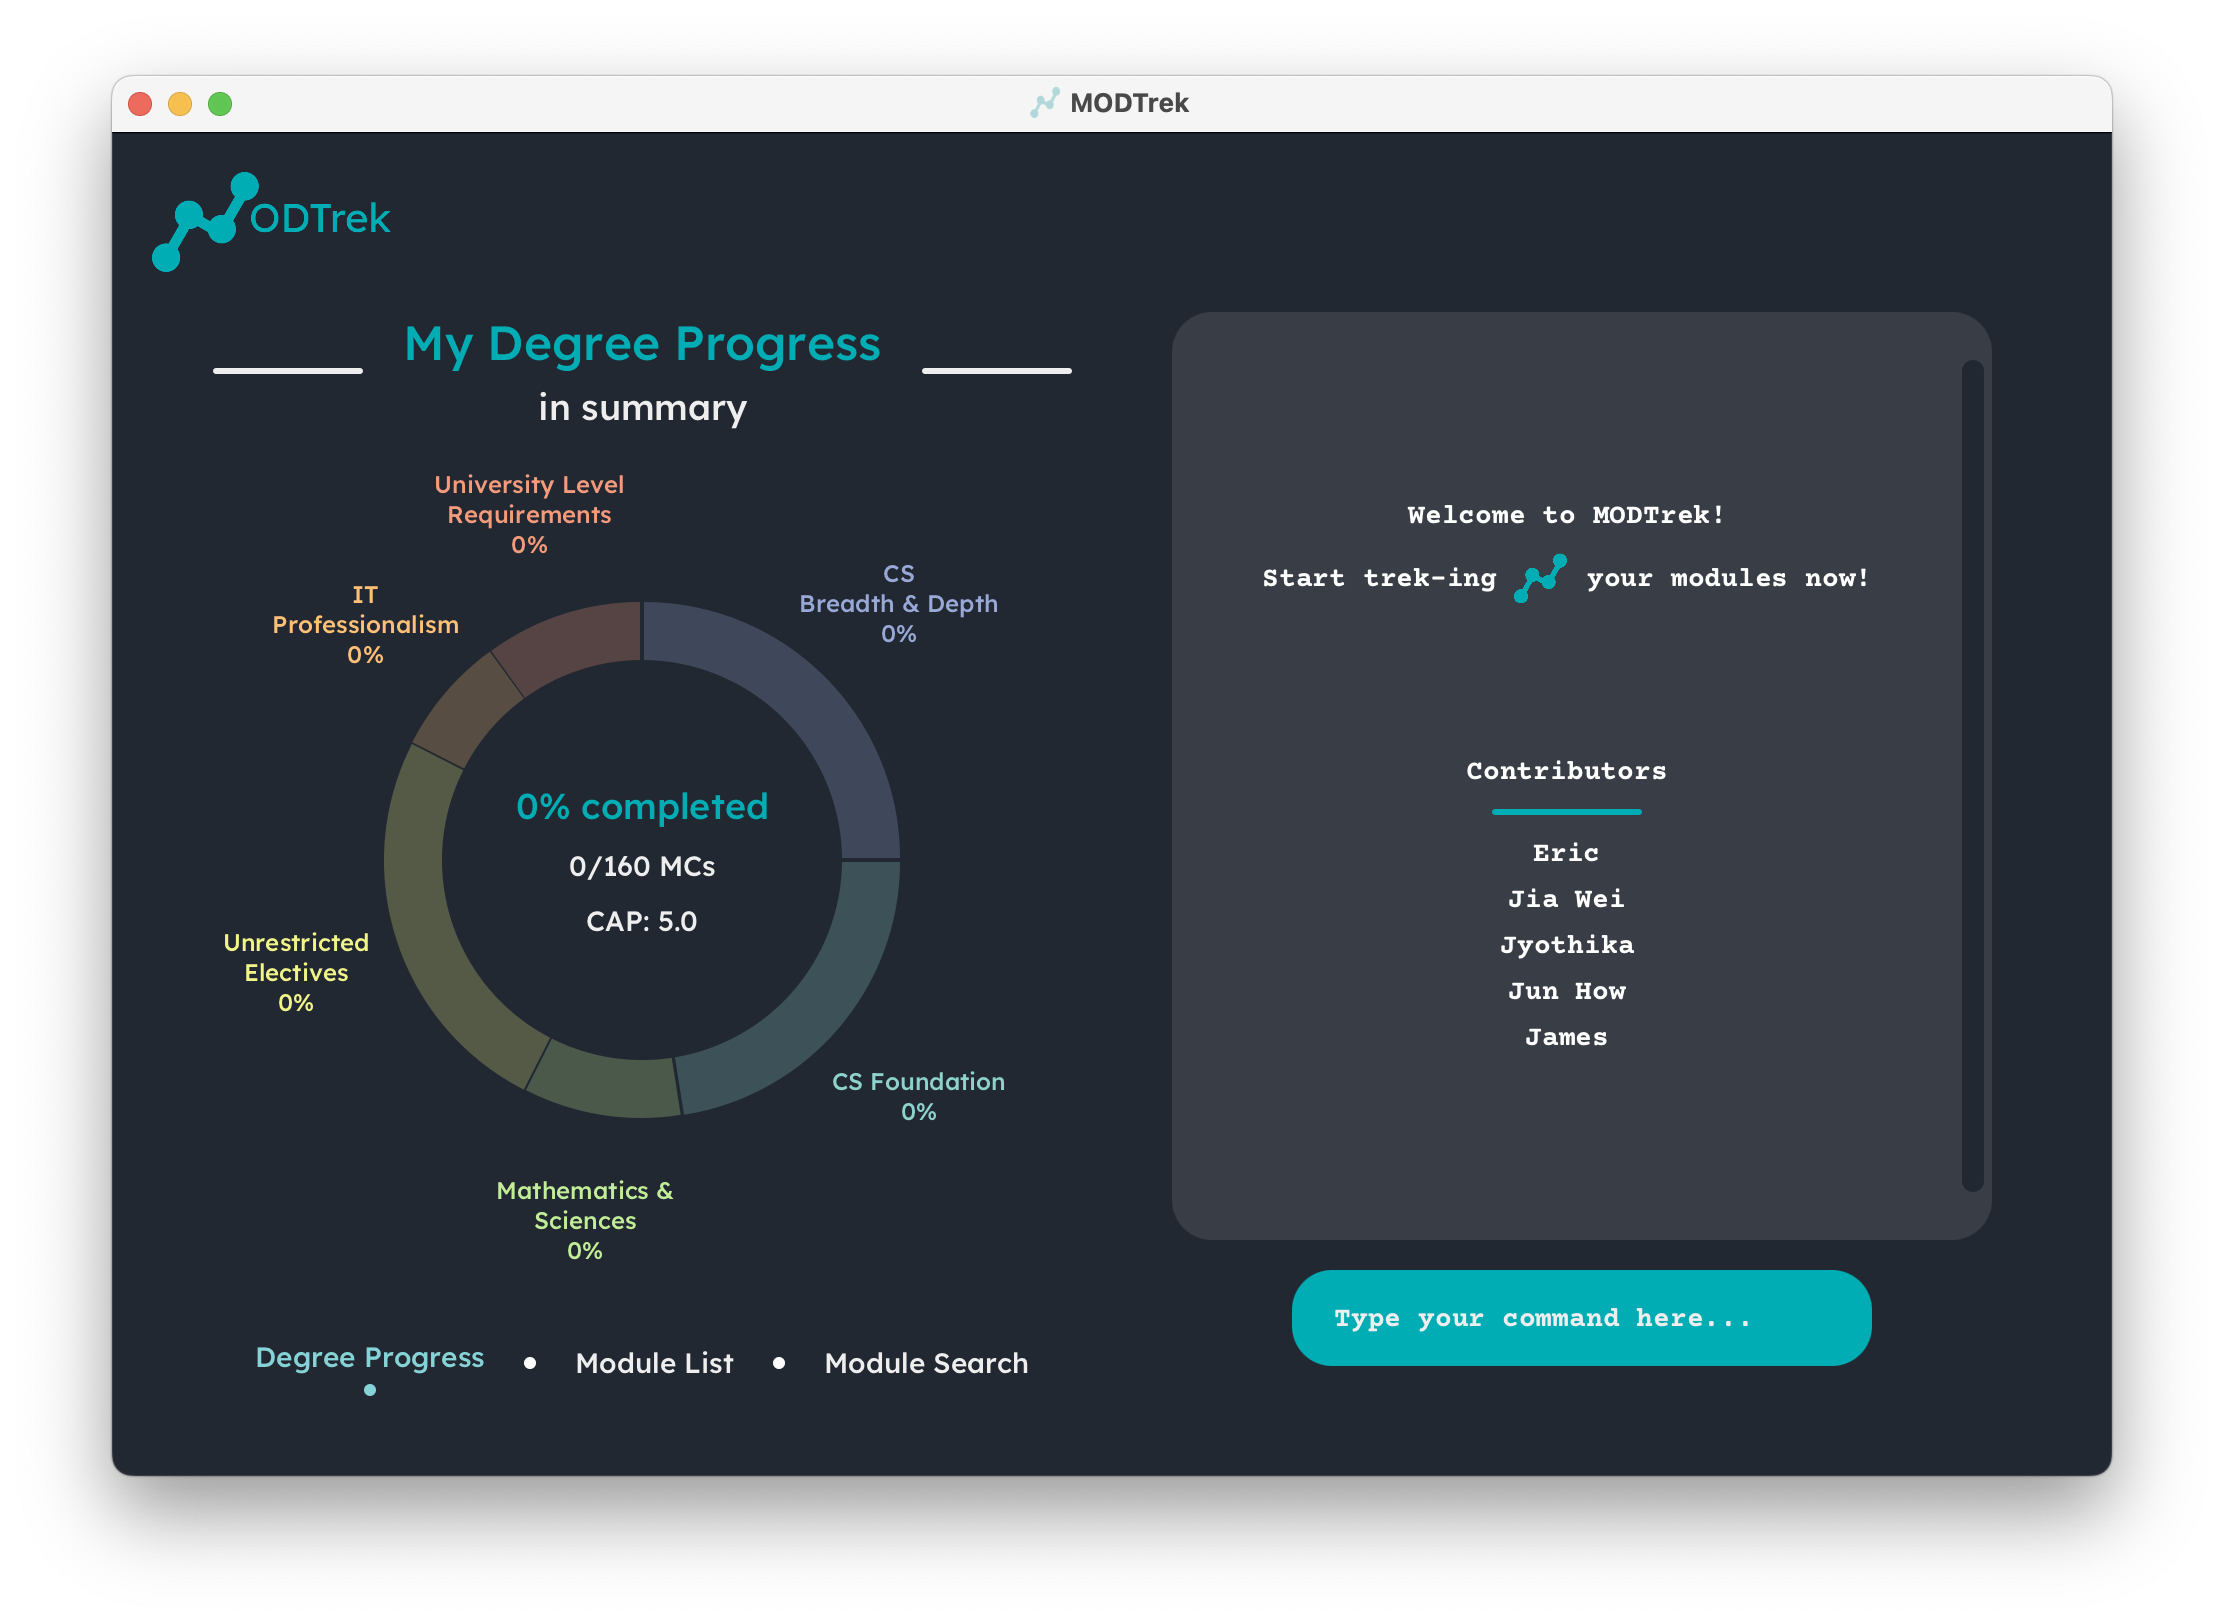 MODTrek
ODTrek
My Degree Progress
in summary
University Level
Requirements
0%
CS
Breadth & Depth
0%
IT
Professionalism
0%
0% completed
0/160 MCs
CAP: 5.0
Unrestricted
Electives
0%
CS Foundation
0%
Mathematics &
Sciences
0%
Degree Progress
Module List
Module Search
Welcome to MODTrek!
Start trek-ing your modules now!
Contributors
Eric
Jia Wei
Jyothika
Jun How
James
Type your command here...